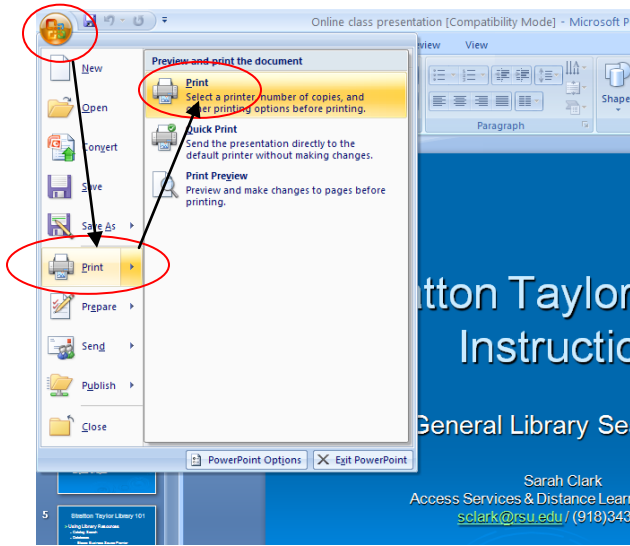 Online class presentation [Compatibility Mode] - Microsoft P
view View
New
Open
Convert
Save
Save As
Print
Prepare
Send
Publish
Close
Preview and print the document
Print
Select a printer, number of copies, and
other printing options before printing.
Quick Print
Send the presentation directly to the
default printer without making changes.
Print Preview
Preview and make changes to pages before
printing.
PowerPoint Options
Exit PowerPoint
Shape
Paragraph
tton Taylor
Instructio
General Library Se
Sarah Clark
Access Services & Distance Lear
sclark@rsu.edu / (918)343
5
Stratton Taylor Library 101
Using Library Resources